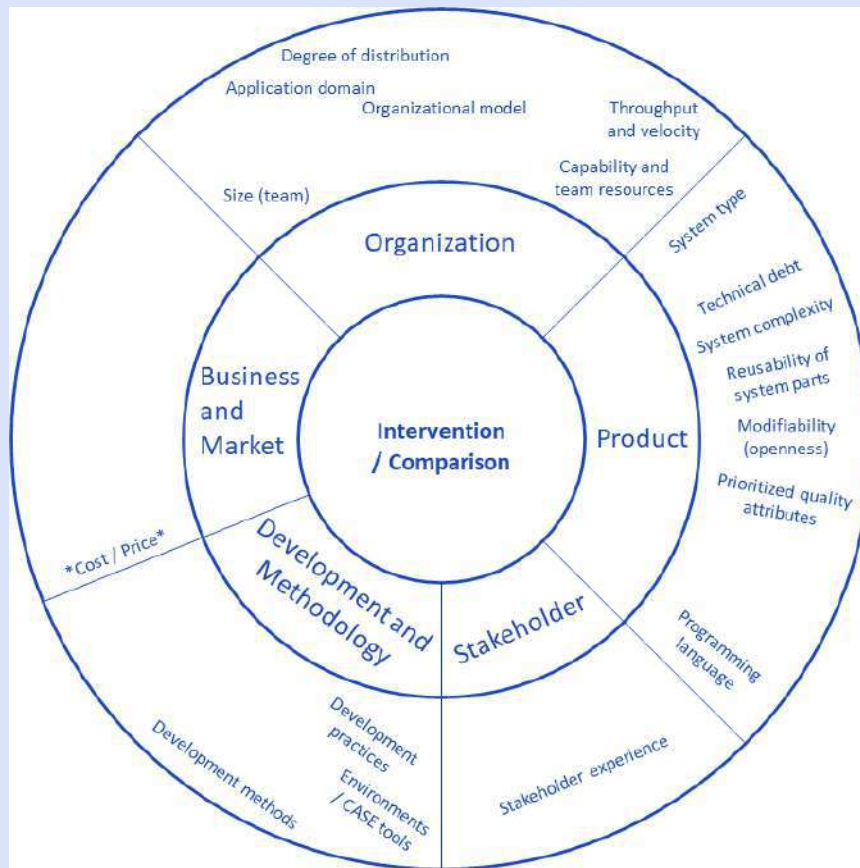 Degree of distribution
Application domain
Organizational model
Throughput
and velocity
Capability and
team resources
Size (team)
System type
Organization
Technical debt
System complexity
Reusability of
system parts
Business
and
Market
Intervention
/ Comparison
Product
Modifiability
(openness)
Prioritized quality
attributes
*Cost / Price*
Development and
Methodology
Stakeholder
Programming
language
Development
practices
Development methods
Environments
/ CASE tools
Stakeholder experience